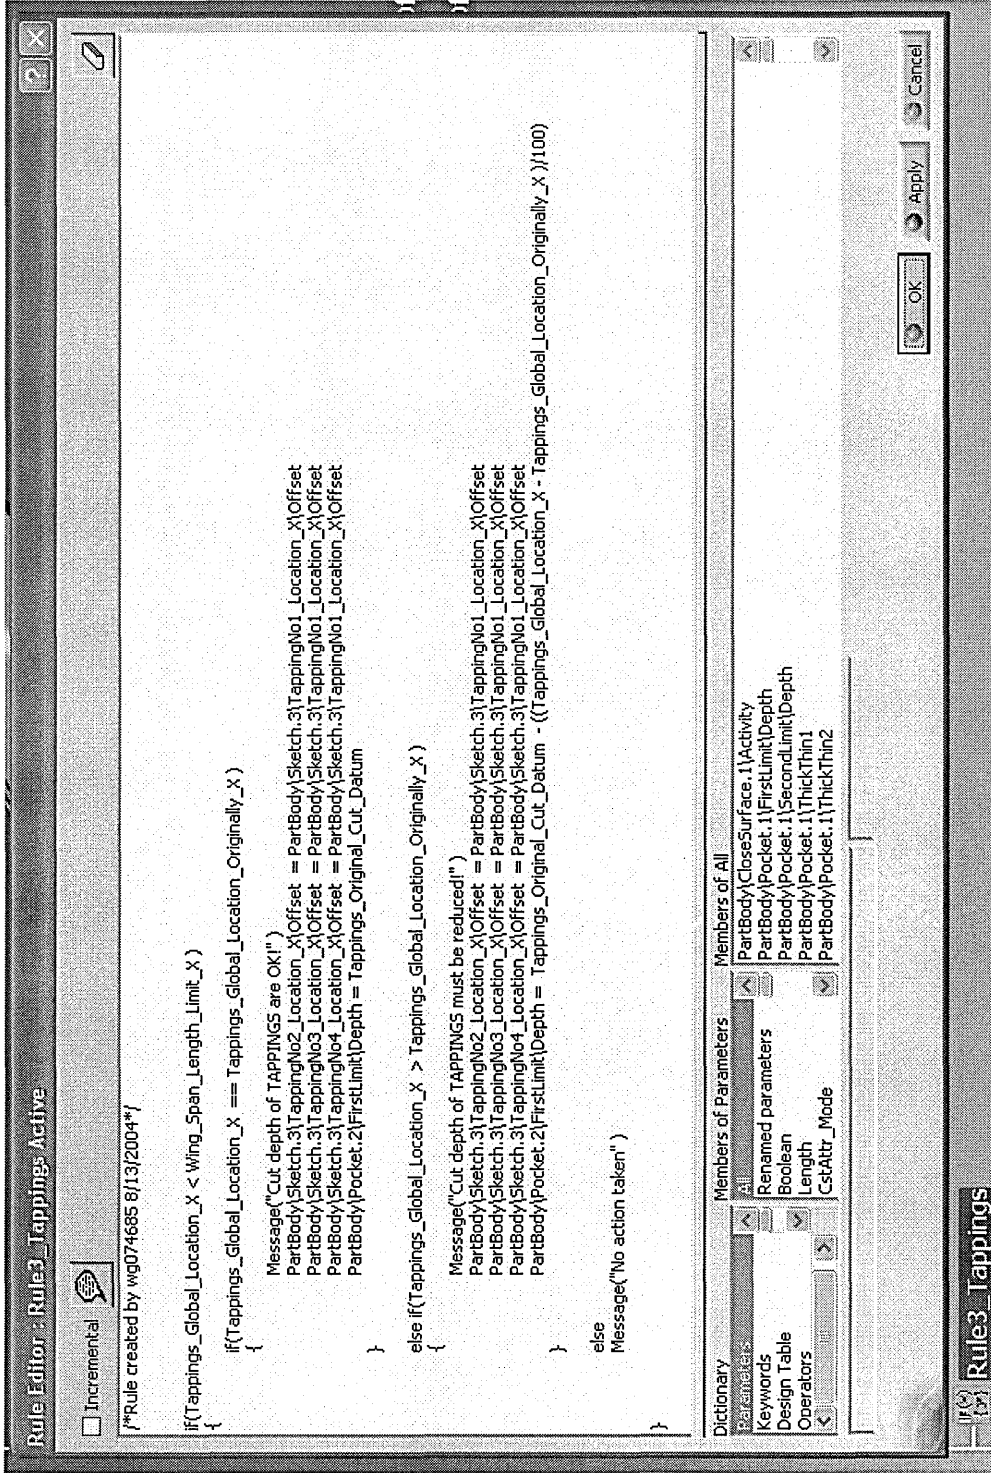 Rule Editor : Rule3_Tappings Active
Incremental
/*Rule created by wg074685 8/13/2004*/
if(Tappings_Global_Location_X < Wing_Span_Length_Limit_X )
{
if(Tappings_Global_Location_X == Tappings_Global_Location_Originally_X )
{
Message("Cut depth of TAPPINGS are OK!" )
PartBody\Sketch.3\TappingNo2_Location_X\Offset = PartBody\Sketch.3\TappingNo1_Location_X\Offset
PartBody\Sketch.3\TappingNo3_Location_X\Offset = PartBody\Sketch.3\TappingNo1_Location_X\Offset
PartBody\Sketch.3\TappingNo4_Location_X\Offset = PartBody\Sketch.3\TappingNo1_Location_X\Offset
PartBody\Pocket.2\FirstLimit\Depth = Tappings_Original_Cut_Datum
}
else if(Tappings_Global_Location_X > Tappings_Global_Location_Originally_X )
{
Message("Cut depth of TAPPINGS must be reduced!" )
PartBody\Sketch.3\TappingNo2_Location_X\Offset = PartBody\Sketch.3\TappingNo1_Location_X\Offset
PartBody\Sketch.3\TappingNo3_Location_X\Offset = PartBody\Sketch.3\TappingNo1_Location_X\Offset
PartBody\Sketch.3\TappingNo4_Location_X\Offset = PartBody\Sketch.3\TappingNo1_Location_X\Offset
PartBody\Pocket.2\FirstLimit\Depth = Tappings_Original_Cut_Datum - ((Tappings_Global_Location_X - Tappings_Global_Location_Originally_X )/100)
}
else
Message("No action taken" )
}
Dictionary Members of Parameters Members of All
Parameters All PartBody\CloseSurface.1\Activity
Keywords Renamed parameters PartBody\Pocket.1\FirstLimit\Depth
Design Table Boolean PartBody\Pocket.1\SecondLimit\Depth
Operators Length PartBody\Pocket.1\ThickThin1
CstAttr_Mode PartBody\Pocket.1\ThickThin2
OK Apply Cancel
Rule3_Tappings